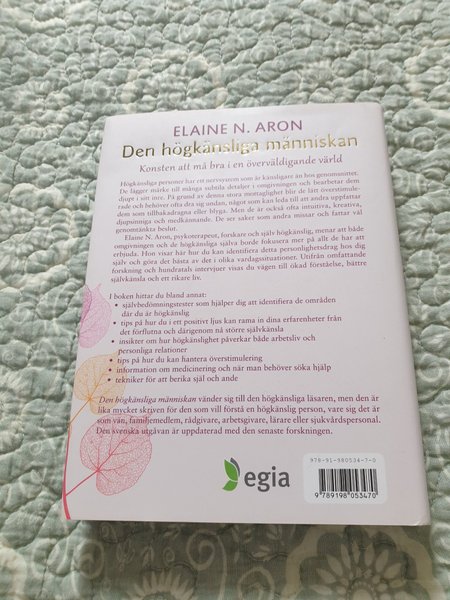 ELAINE N. ARON
Den högkänsliga människan
Konsten att må bra i en överväldigande värld
Högkänsliga personer har ett nervsystem som är känsligare än hos genomsnittet.
De lägger märke till många subtila detaljer i omgivningen och bearbetar dem
djupt i sitt inre. På grund av denna stora mottaglighet blir de lätt överstimule-
rade och behöver ofta dra sig undan, något som kan leda till att andra uppfattar
dem som tillbakadragna eller blyga. Men de är också ofta intuitiva, kreativa,
djupsinniga och medkännande. De ser saker som andra missar och fattar väl
genomtänkta beslut.
Elaine N. Aron, psykoterapeut, forskare och själv högkänslig, menar att både
omgivningen och de högkänsliga själva borde fokusera mer på allt de har att
erbjuda. Hon visar här hur du kan identifiera detta personlighetsdrag hos dig
själv och göra det bästa av det i olika vardagssituationer. Utifrån omfattande
forskning och hundratals intervjuer visas du vägen till ökad förståelse, bättre
självkänsla och ett rikare liv.
I boken hittar du bland annat:
• självbedömningstester som hjälper dig att identifiera de områden
där du är högkänslig
• tips på hur du i ett positivt ljus kan rama in dina erfarenheter från
det förflutna och därigenom nå större självkänsla
• insikter om hur högkänslighet påverkar både arbetsliv och
personliga relationer
• tips på hur du kan hantera överstimulering
• information om medicinering och när man behöver söka hjälp
• tekniker för att berika själ och ande
Den högkänsliga människan vänder sig till den högkänsliga läsaren, men den är
lika mycket skriven för den som vill förstå en högkänslig person, vare sig det är
som vän, familjemedlem, rådgivare, arbetsgivare, lärare eller sjukvårdspersonal.
Den svenska utgåvan är uppdaterad med den senaste forskningen.
egia
978-91-980534-7-0
9 789198 053470